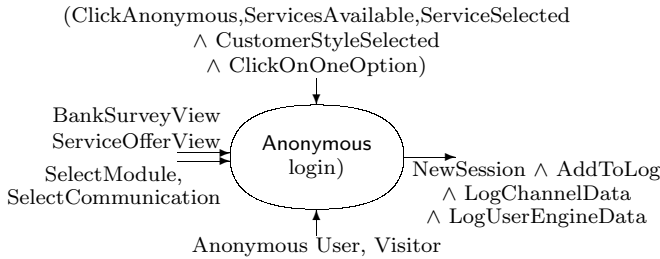 (ClickAnonymous,ServicesAvailable,ServiceSelected
∧ CustomerStyleSelected
∧ ClickOnOneOption)
BankSurveyView
ServiceOfferView
SelectModule,
SelectCommunication
Anonymous
login)
NewSession ∧ AddToLog
∧ LogChannelData
∧ LogUserEngineData
Anonymous User, Visitor